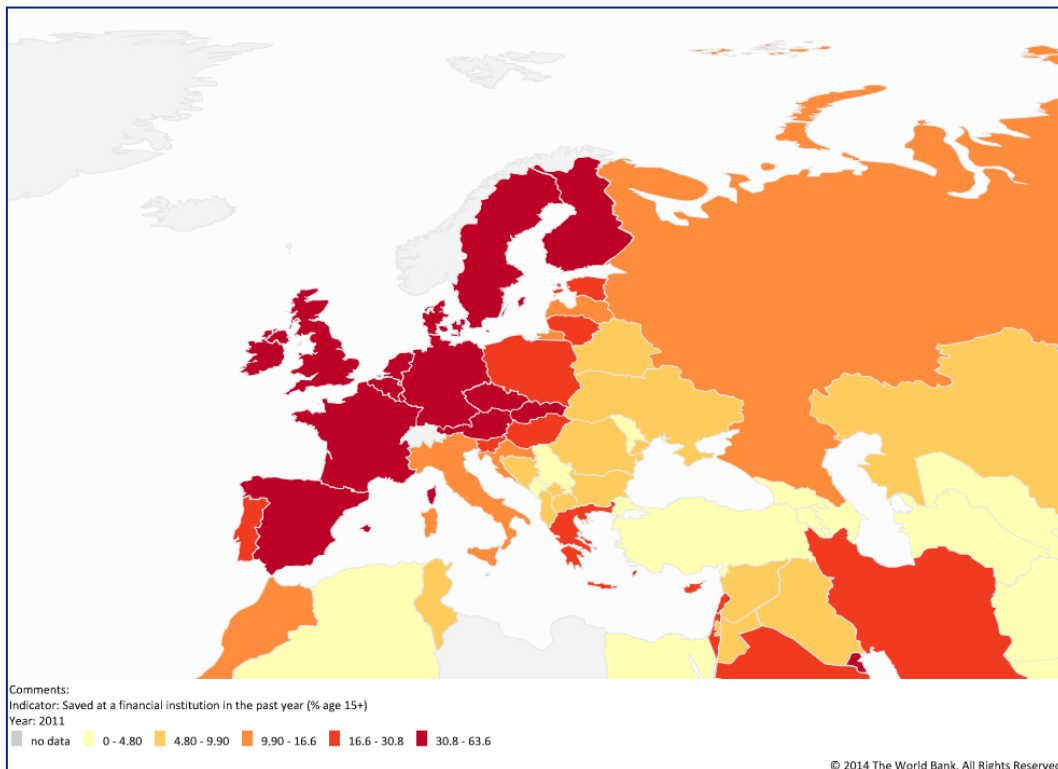 Comments:
Indicator: Saved at a financial institution in the past year (% age 15+)
Year: 2011
no data 0 - 4.80 4.80 - 9.90 9.90 - 16.6 16.6 - 30.8 30.8 - 63.6
© 2014 The World Bank. All Rights Reserved